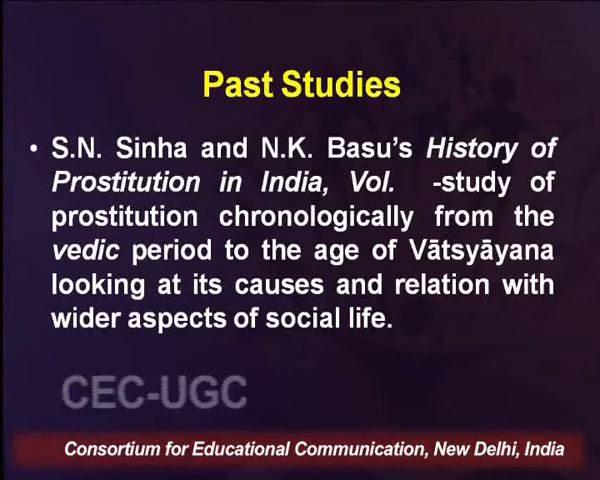 Past Studies
• S.N. Sinha and N.K. Basu's History of
Prostitution in India, Vol. -study of
prostitution chronologically from the
vedic period to the age of Vātsyāyana
looking at its causes and relation with
wider aspects of social life.
CEC-UGC
Consortium for Educational Communication, New Delhi, India